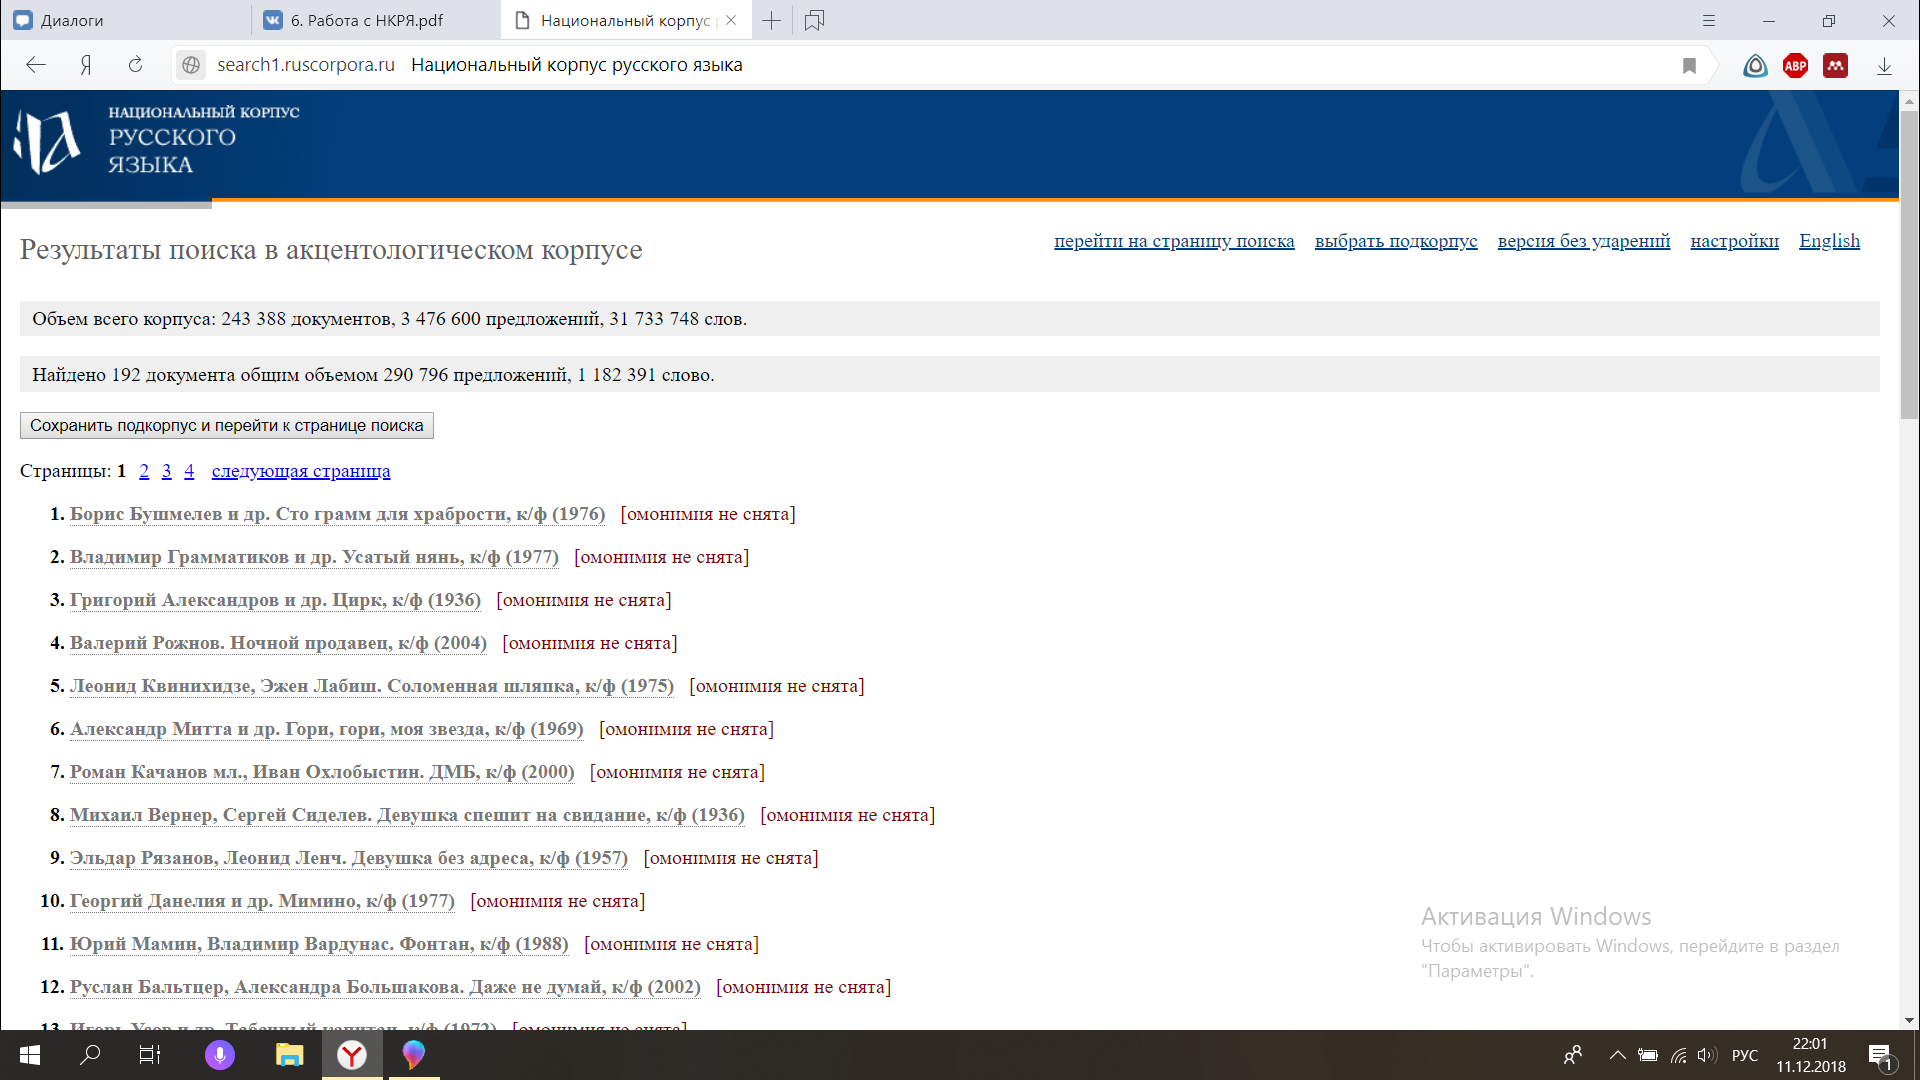 Диалоги
6. Работа с НКРЯ.pdf
Национальный корпус
search1.ruscorpora.ru Национальный корпус русского языка
ABP
НАЦИОНАЛЬНЫЙ КОРПУС
РУССКОГО
ЯЗЫКА
Результаты поиска в акцентологическом корпусе
перейти на страницу поиска выбрать подкорпус версия без ударений настройки English
Объем всего корпуса: 243 388 документов, 3 476 600 предложений, 31 733 748 слов.
Найдено 192 документа общим объемом 290 796 предложений, 1 182 391 слово.
Сохранить подкорпус и перейти к странице поиска
Страницы: 1 2 3 4 следующая страница
1. Борис Бушмелев и др. Сто грамм для храбрости, к/ф (1976) [омонимия не снята]
2. Владимир Грамматиков и др. Усатый нянь, к/ф (1977) [омонимия не снята]
3. Григорий Александров и др. Цирк, к/ф (1936) [омонимия не снята]
4. Валерий Рожнов. Ночной продавец, к/ф (2004) [омонимия не снята]
5. Леонид Квинихидзе, Эжен Лабиш. Соломенная шляпка, к/ф (1975) [омонимия не снята]
6. Александр Митта и др. Гори, гори, моя звезда, к/ф (1969) [омонимия не снята]
7. Роман Качанов мл., Иван Охлобыстин. ДМБ, к/ф (2000) [омонимия не снята]
8. Михаил Вернер, Сергей Сиделев. Девушка спешит на свидание, к/ф (1936) [омонимия не снята]
9. Эльдар Рязанов, Леонид Ленч. Девушка без адреса, к/ф (1957) [омонимия не снята]
10. Георгий Данелия и др. Мимино, к/ф (1977) [омонимия не снята]
11. Юрий Мамин, Владимир Вардунас. Фонтан, к/ф (1988) [омонимия не снята]
12. Руслан Бальтцер, Александра Большакова. Даже не думай, к/ф (2002) [омонимия не снята]
13. Игорь Усов и др. Табачный капитан, к/ф (1972) [омонимия не снята]
Активация Windows
Чтобы активировать Windows, перейдите в раздел
"Параметры".
РУС
22:01
11.12.2018
1